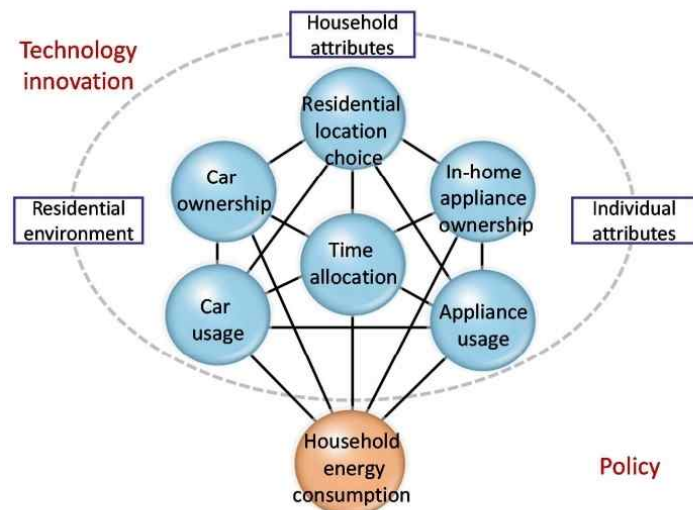 Household
attributes
Technology
innovation
Residential
location
choice
Car
ownership
In-home
appliance
ownership
Residential
environment
Individual
attributes
Time
allocation
Car
usage
Appliance
usage
Household
energy
consumption
Policy